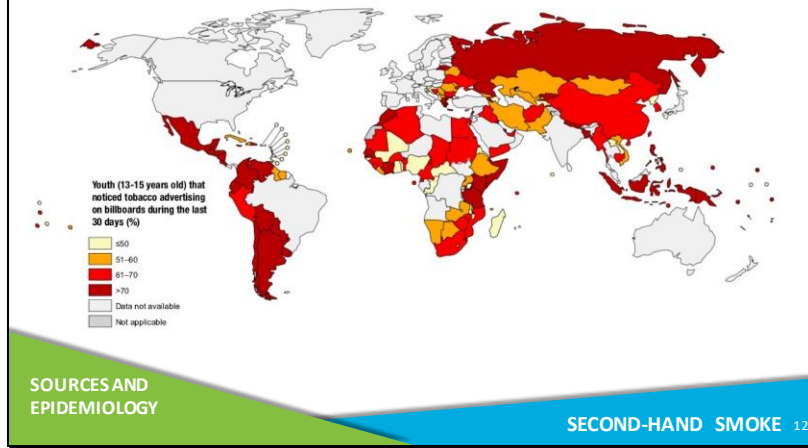 Youth (13-15 years old) that
noticed tobacco advertising
on billboards during the last
30 days (%)
≤50
51–60
61–70
>70
Data not available
Not applicable
SOURCES AND
EPIDEMIOLOGY
SECOND-HAND SMOKE 12